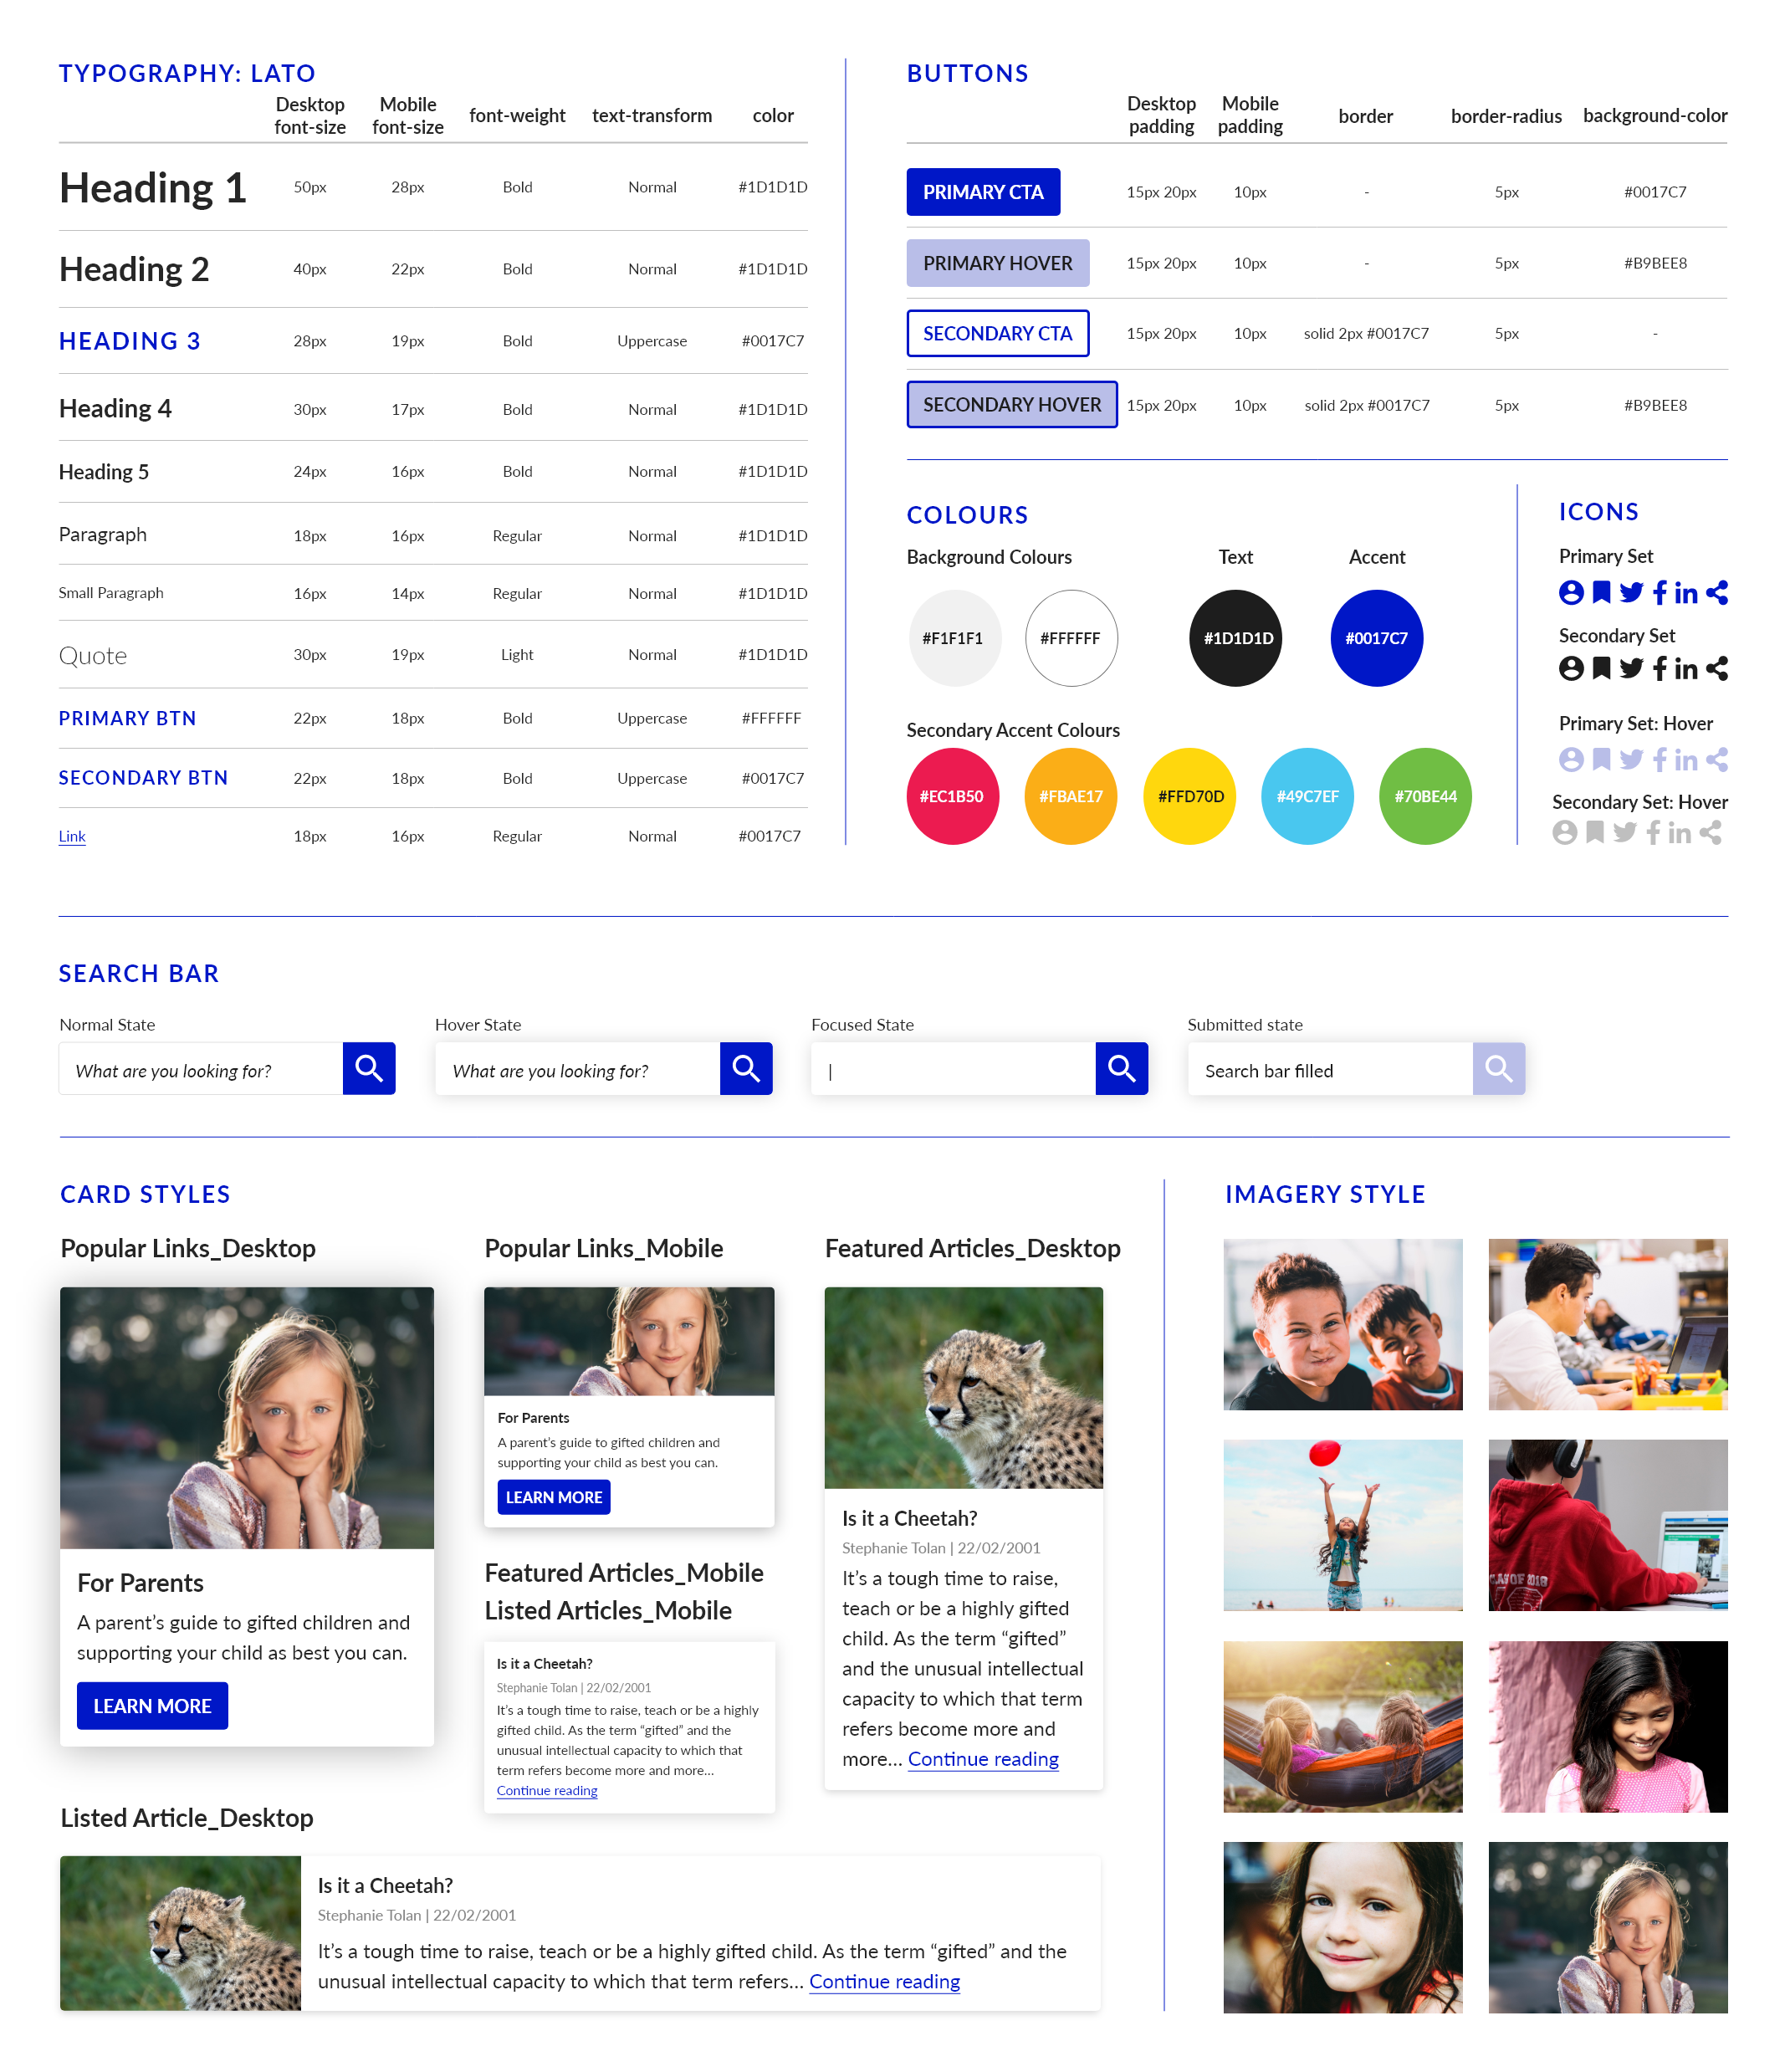 TYPOGRAPHY: LATO
Desktop font-size Mobile font-size font-weight text-transform color
Heading 1 50px 28px Bold Normal #1D1D1D
Heading 2 40px 22px Bold Normal #1D1D1D
HEADING 3 28px 19px Bold Uppercase #0017C7
Heading 4 30px 17px Bold Normal #1D1D1D
Heading 5 24px 16px Bold Normal #1D1D1D
Paragraph 18px 16px Regular Normal #1D1D1D
Small Paragraph 16px 14px Regular Normal #1D1D1D
Quote 30px 19px Light Normal #1D1D1D
PRIMARY BTN 22px 18px Bold Uppercase #FFFFFF
SECONDARY BTN 22px 18px Bold Uppercase #0017C7
Link 18px 16px Regular Normal #0017C7
BUTTONS
Desktop padding Mobile padding border border-radius background-color
PRIMARY CTA 15px 20px 10px - 5px #0017C7
PRIMARY HOVER 15px 20px 10px - 5px #B9BEE8
SECONDARY CTA 15px 20px 10px solid 2px #0017C7 5px -
SECONDARY HOVER 15px 20px 10px solid 2px #0017C7 5px #B9BEE8
COLOURS
Background Colours Text Accent
#F1F1F1 #FFFFFF #1D1D1D #0017C7
Secondary Accent Colours
#EC1B50 #FBAE17 #FFD70D #49C7EF #70BE44
ICONS
Primary Set
Secondary Set
Primary Set: Hover
Secondary Set: Hover
SEARCH BAR
Normal State Hover State Focused State Submitted state
What are you looking for? What are you looking for? | Search bar filled
CARD STYLES
Popular Links_Desktop
For Parents
A parent's guide to gifted children and
supporting your child as best you can.
LEARN MORE
Popular Links_Mobile
For Parents
A parent's guide to gifted children and
supporting your child as best you can.
LEARN MORE
Featured Articles_Mobile
Listed Articles_Mobile
Is it a Cheetah?
Stephanie Tolan | 22/02/2001
It's a tough time to raise, teach or be a highly
gifted child. As the term “gifted” and the
unusual intellectual capacity to which that
term refers become more and more...
Continue reading
Featured Articles_Desktop
Is it a Cheetah?
Stephanie Tolan | 22/02/2001
It's a tough time to raise,
teach or be a highly gifted
child. As the term “gifted”
and the unusual intellectual
capacity to which that term
refers become more and
more... Continue reading
Listed Article_Desktop
Is it a Cheetah?
Stephanie Tolan | 22/02/2001
It's a tough time to raise, teach or be a highly gifted child. As the term “gifted” and the
unusual intellectual capacity to which that term refers... Continue reading
IMAGERY STYLE
CLASS OF 2018